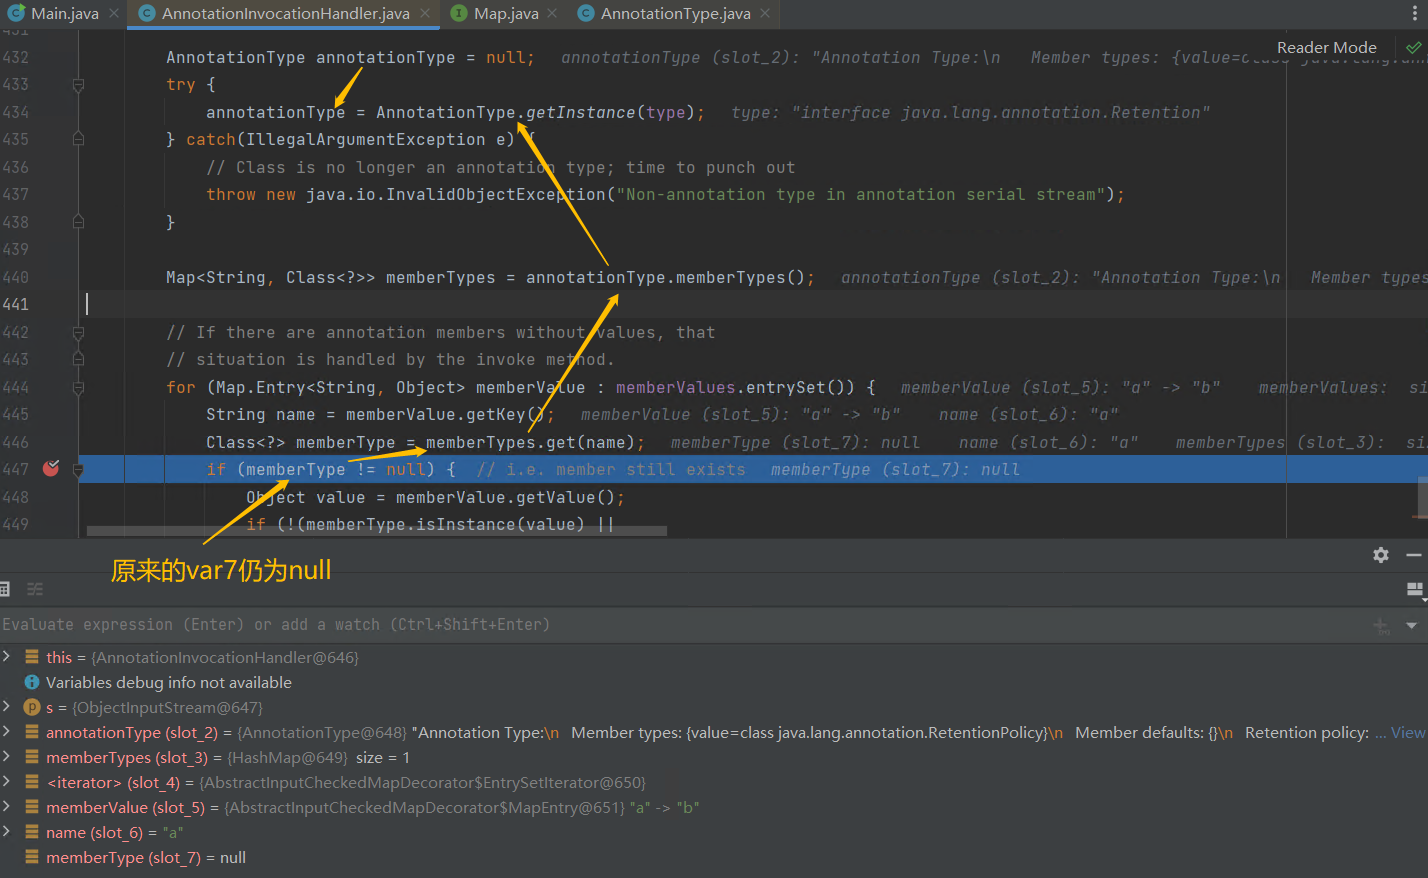 Main.java
AnnotationInvocationHandler.java
Map.java
AnnotationType.java
Reader Mode
432 AnnotationType annotationType = null; annotationType (slot_2): "Annotation Type:\n Member types: {value=class java.lang.ann
433 try {
434 annotationType = AnnotationType.getInstance(type); type: "interface java.lang.annotation.Retention"
435 } catch(IllegalArgumentException e) {
436 // Class is no longer an annotation type; time to punch out
437 throw new java.io.InvalidObjectException("Non-annotation type in annotation serial stream");
438 }
439
440 Map<String, Class<?>> memberTypes = annotationType.memberTypes(); annotationType (slot_2): "Annotation Type:\n Member types
441
442 // If there are annotation members without values, that
443 // situation is handled by the invoke method.
444 for (Map.Entry<String, Object> memberValue : memberValues.entrySet()) { memberValue (slot_5): "a" -> "b" memberValues: si
445 String name = memberValue.getKey(); memberValue (slot_5): "a" -> "b" name (slot_6): "a"
446 Class<?> memberType = memberTypes.get(name); memberType (slot_7): null name (slot_6): "a" memberTypes (slot_3): si
447 if (memberType != null) { // i.e. member still exists memberType (slot_7): null
448 Object value = memberValue.getValue();
449 if (!(memberType.isInstance(value) ||
原来的var7仍为null
Evaluate expression (Enter) or add a watch (Ctrl+Shift+Enter)
this = {AnnotationInvocationHandler@646}
Variables debug info not available
s = {ObjectInputStream@647}
annotationType (slot_2) = {AnnotationType@648} "Annotation Type:\n Member types: {value=class java.lang.annotation.RetentionPolicy}\n Member defaults: {}\n Retention policy: ... View
memberTypes (slot_3) = {HashMap@649} size = 1
<iterator> (slot_4) = {AbstractInputCheckedMapDecorator$EntrySetIterator@650}
memberValue (slot_5) = {AbstractInputCheckedMapDecorator$MapEntry@651} "a" -> "b"
name (slot_6) = "a"
memberType (slot_7) = null